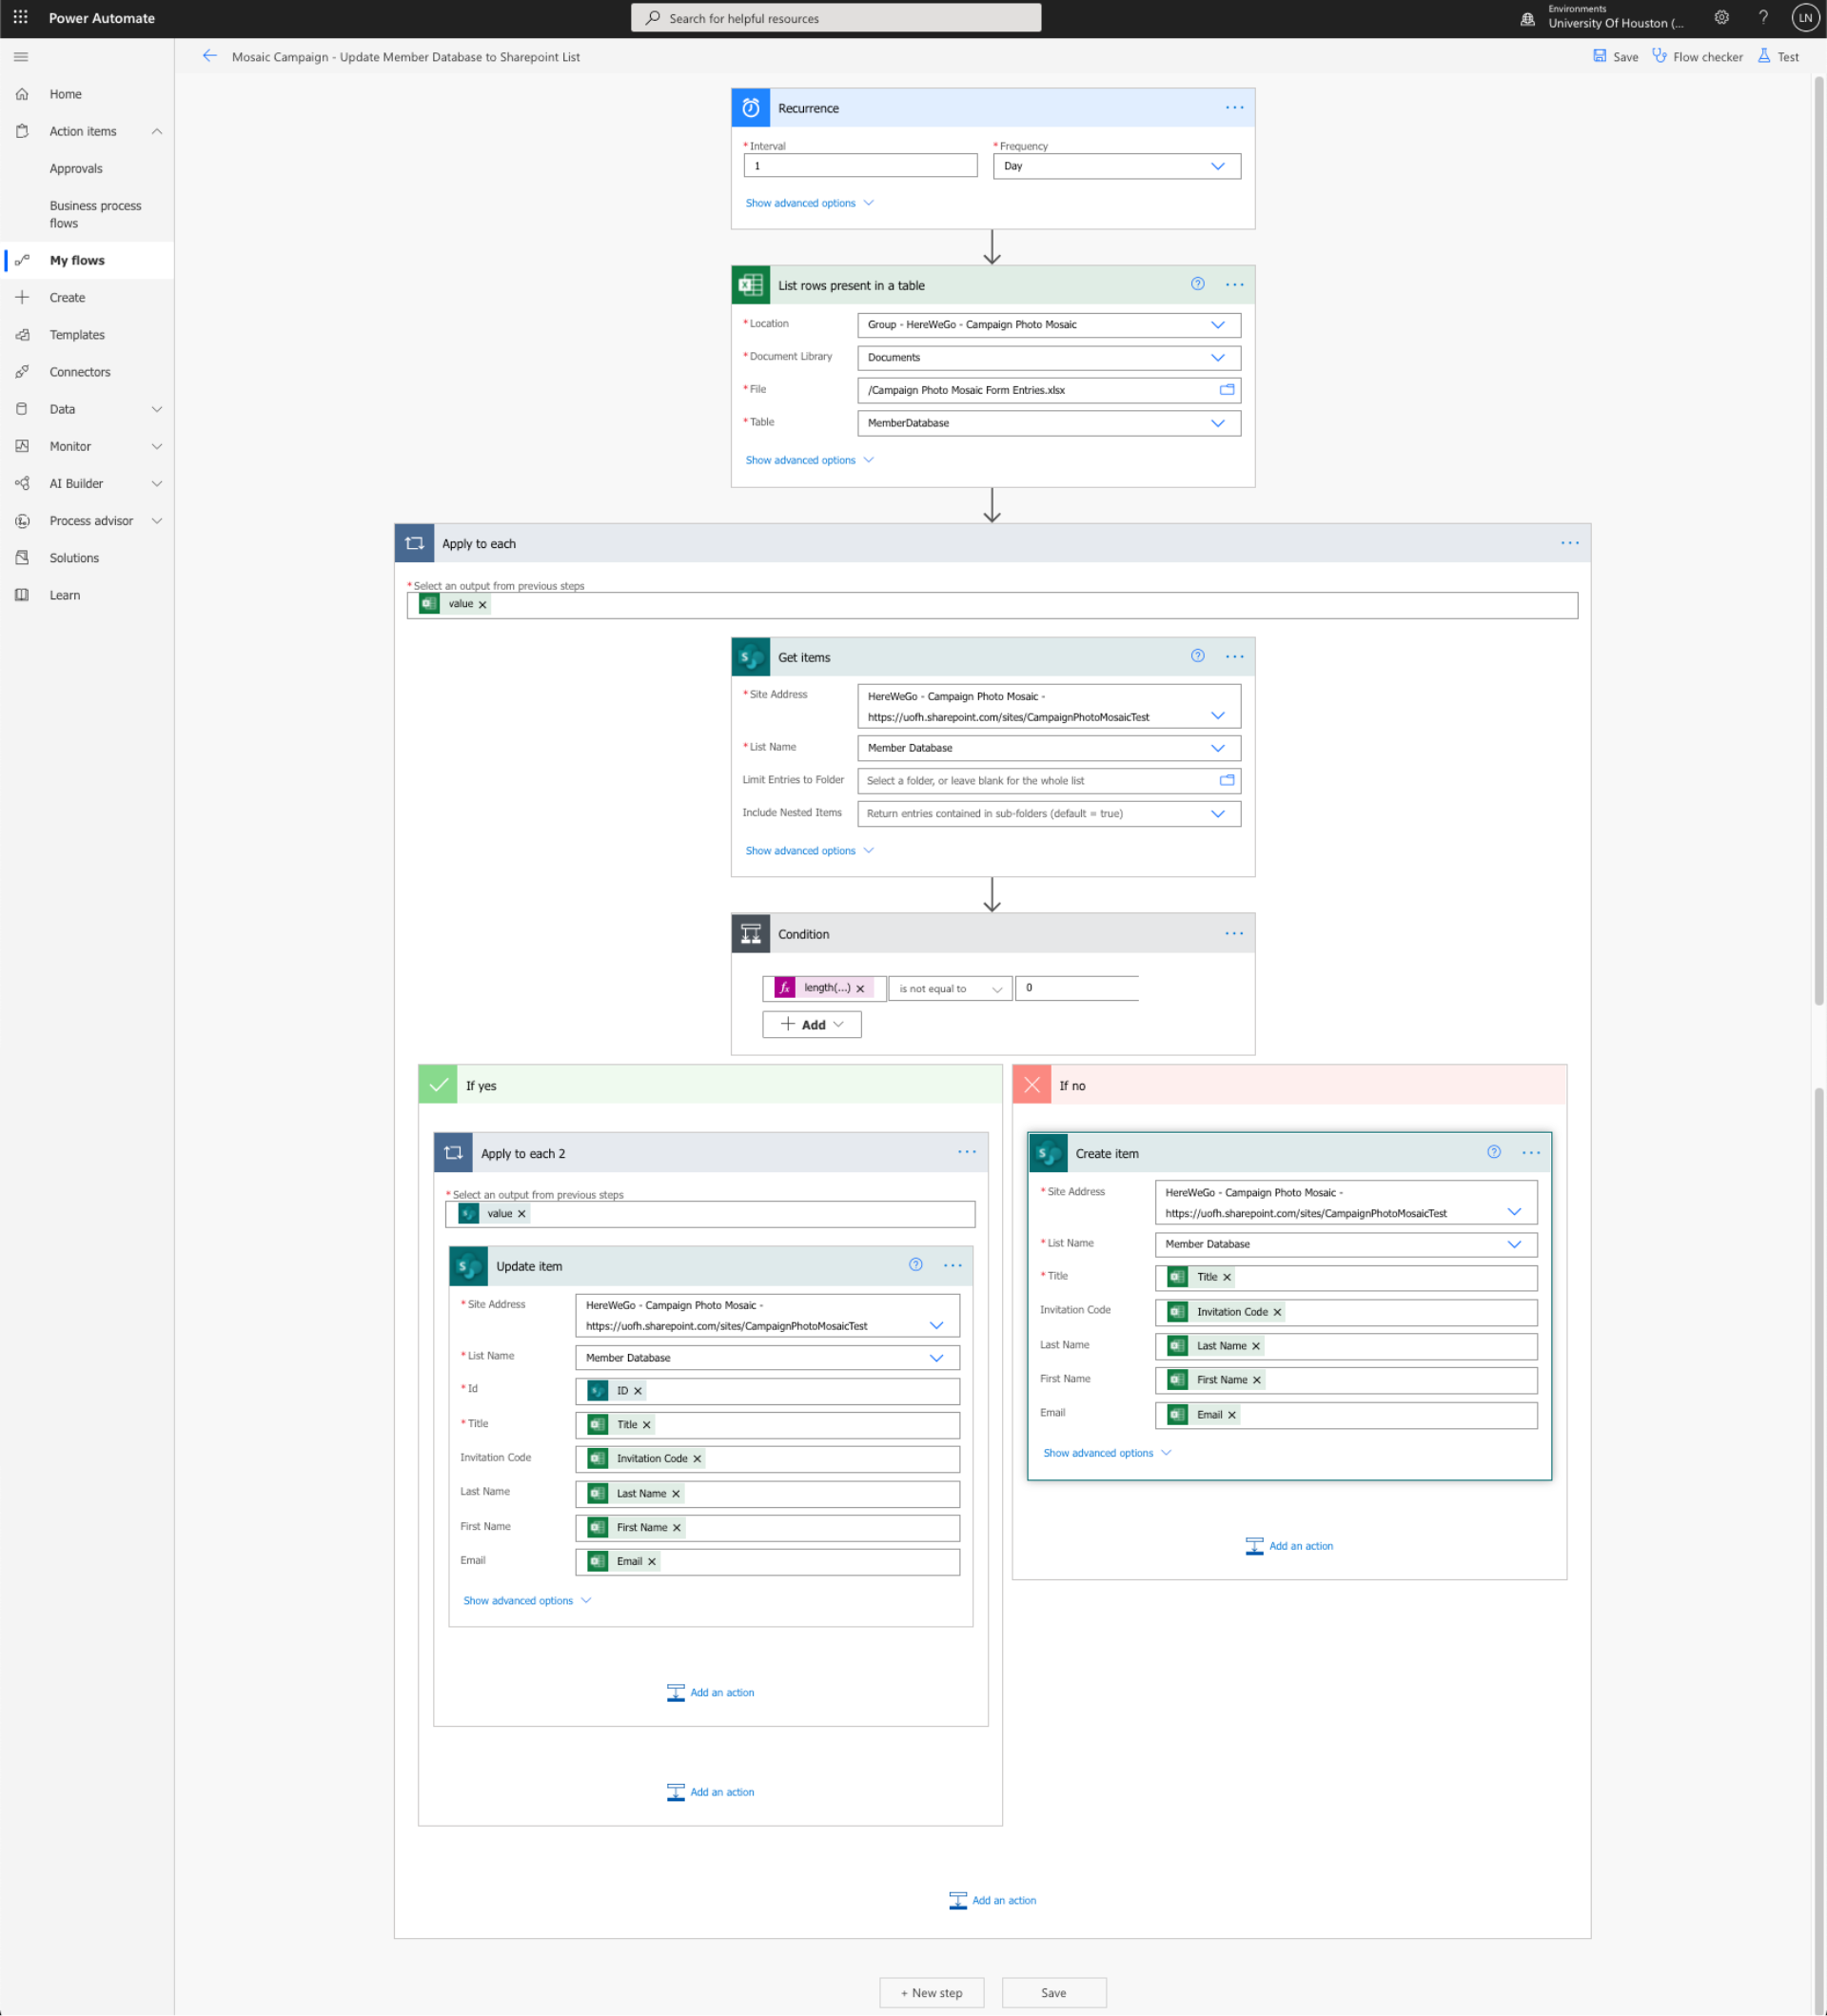 Power Automate
Search for helpful resources
Environments
University Of Houston (...
?
LN
Mosaic Campaign - Update Member Database to Sharepoint List
Save
Flow checker
Test
Home
Action items
Approvals
Business process
flows
My flows
Create
Templates
Connectors
Data
Monitor
AI Builder
Process advisor
Solutions
Learn
Recurrence
* Interval
* Frequency
1
Day
Show advanced options
List rows present in a table
* Location
Group - HereWeGo - Campaign Photo Mosaic
* Document Library
Documents
* File
/Campaign Photo Mosaic Form Entries.xlsx
* Table
MemberDatabase
Show advanced options
Apply to each
* Select an output from previous steps
value
Get items
* Site Address
HereWeGo - Campaign Photo Mosaic -
https://uofh.sharepoint.com/sites/CampaignPhotoMosaicTest
* List Name
Member Database
Limit Entries to Folder
Select a folder, or leave blank for the whole list
Include Nested Items
Return entries contained in sub-folders (default = true)
Show advanced options
Condition
fx length(...)
is not equal to
0
Add
If yes
Apply to each 2
* Select an output from previous steps
value
Update item
* Site Address
HereWeGo - Campaign Photo Mosaic -
https://uofh.sharepoint.com/sites/CampaignPhotoMosaicTest
* List Name
Member Database
* Id
ID
* Title
Title
Invitation Code
Invitation Code
Last Name
Last Name
First Name
First Name
Email
Email
Show advanced options
Add an action
Add an action
If no
Create item
* Site Address
HereWeGo - Campaign Photo Mosaic -
https://uofh.sharepoint.com/sites/CampaignPhotoMosaicTest
* List Name
Member Database
* Title
Title
Invitation Code
Invitation Code
Last Name
Last Name
First Name
First Name
Email
Email
Show advanced options
Add an action
Add an action
+ New step
Save